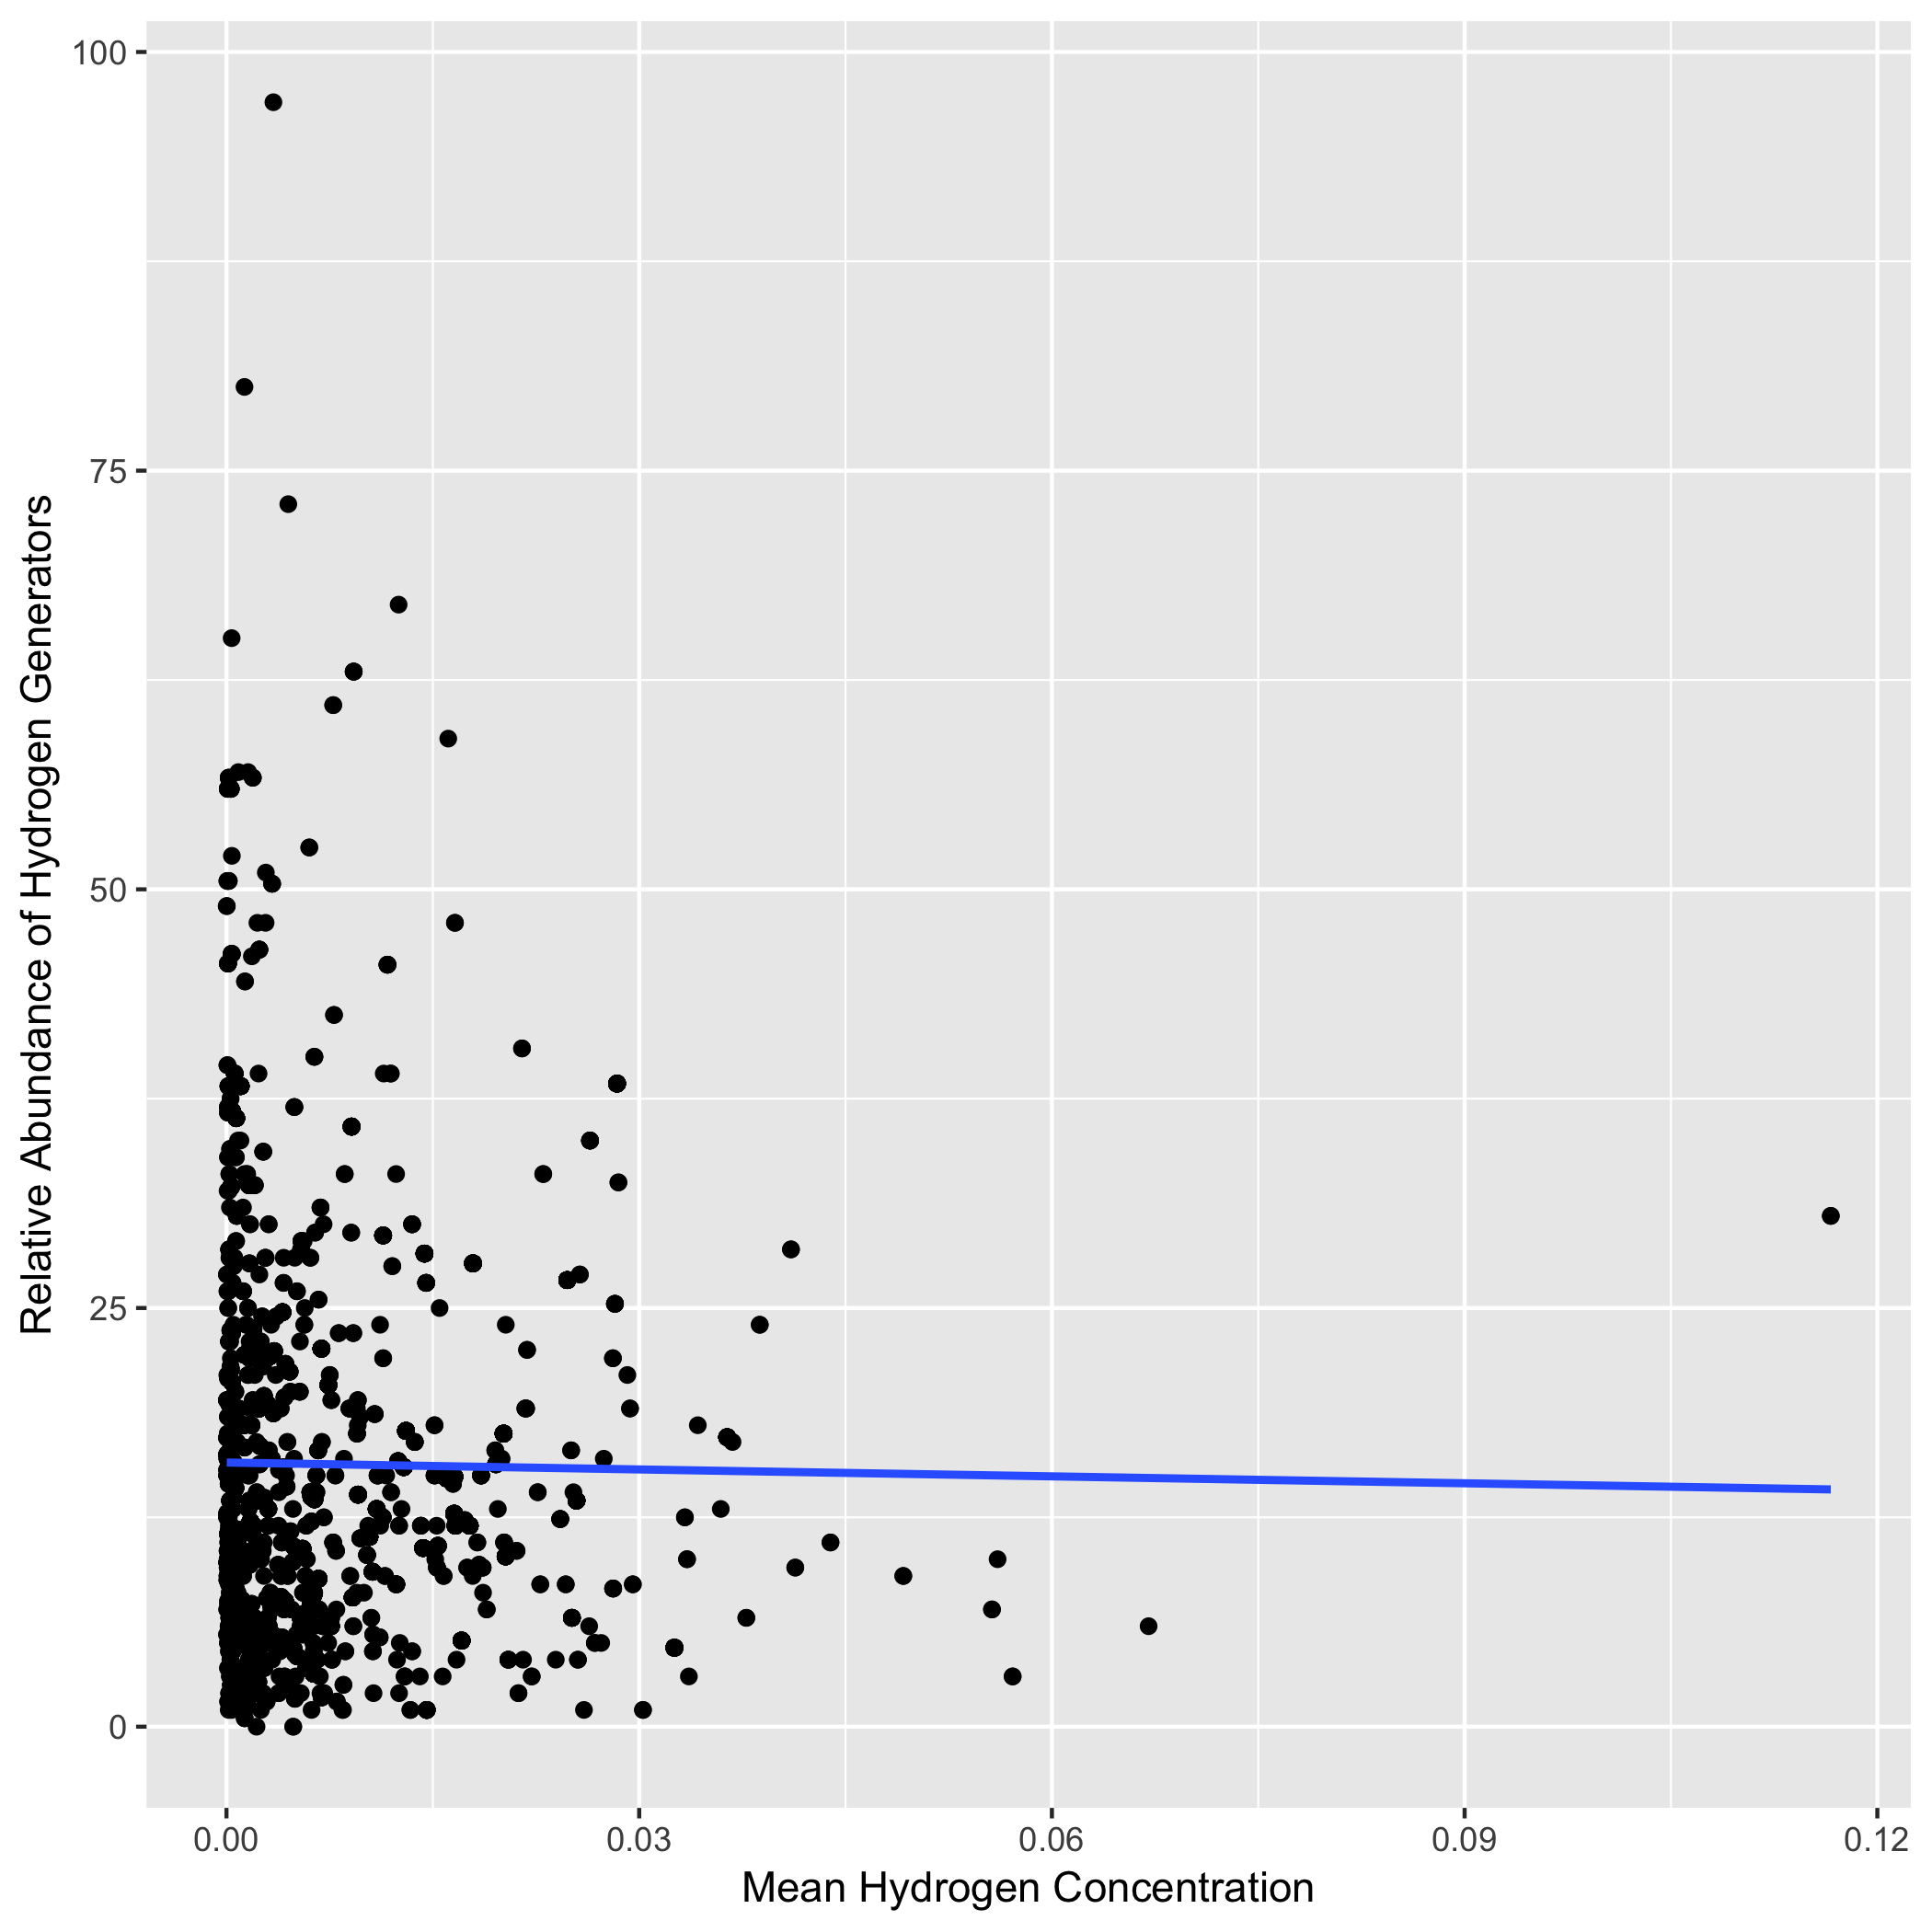 Relative Abundance of Hydrogen Generators
100
75
50
25
0
0.00 0.03 0.06 0.09 0.12
Mean Hydrogen Concentration